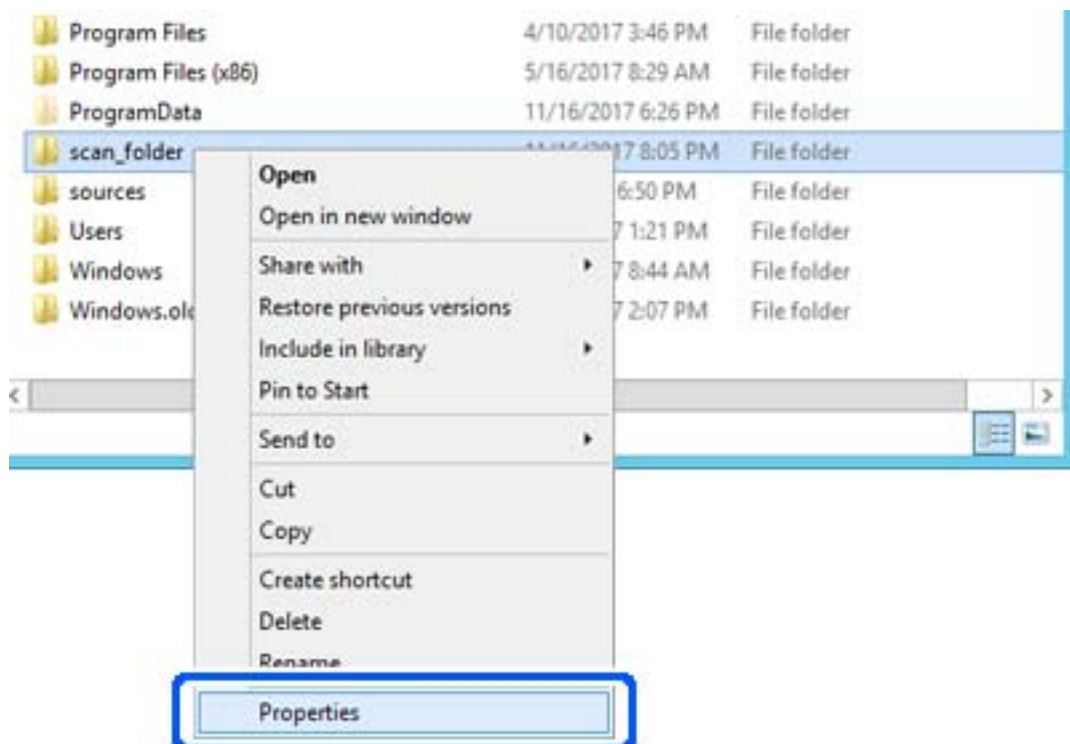 Program Files 4/10/2017 3:46 PM File folder
Program Files (x86) 5/16/2017 8:29 AM File folder
ProgramData 11/16/2017 6:26 PM File folder
scan_folder 17 8:05 PM File folder
sources 6:50 PM File folder
Users 7 1:21 PM File folder
Windows 7 8:44 AM File folder
Windows.old 7 2:07 PM File folder
Open
Open in new window
Share with
Restore previous versions
Include in library
Pin to Start
Send to
Cut
Copy
Create shortcut
Delete
Rename
Properties